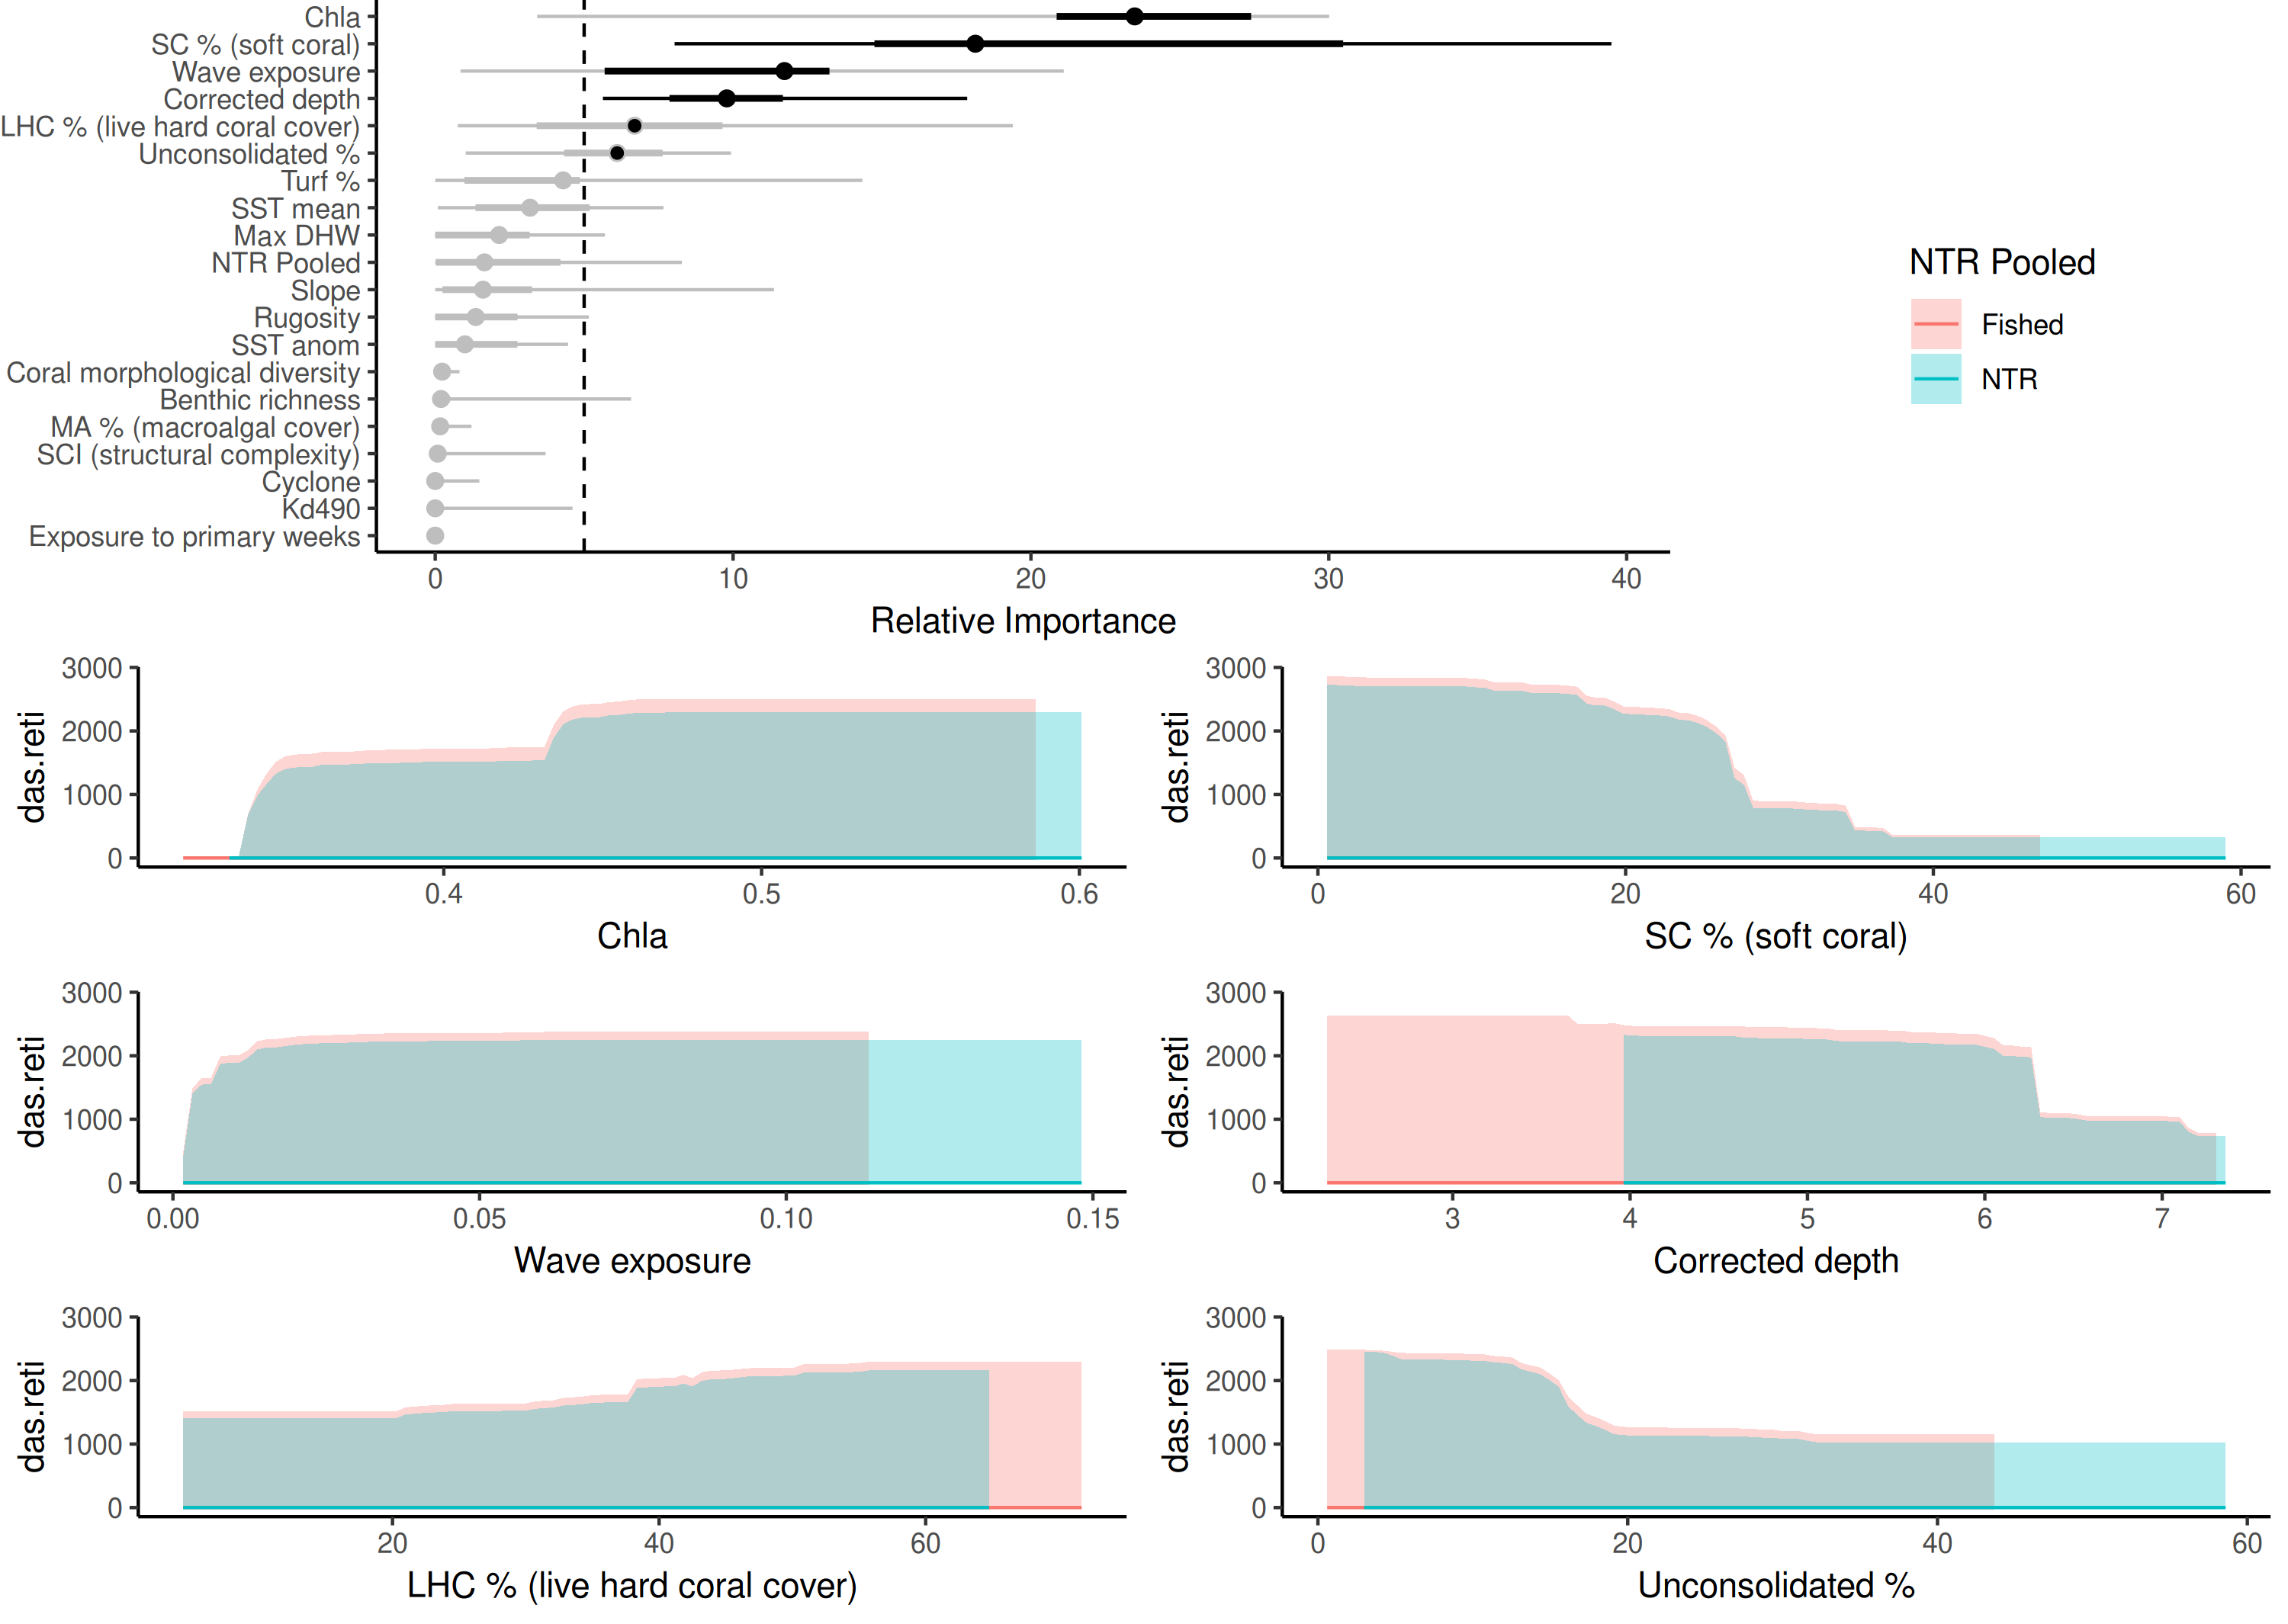 Chla
SC % (soft coral)
Wave exposure
Corrected depth
LHC % (live hard coral cover)
Unconsolidated %
Turf %
SST mean
Max DHW
NTR Pooled
Slope
Rugosity
SST anom
Coral morphological diversity
Benthic richness
MA % (macroalgal cover)
SCI (structural complexity)
Cyclone
Kd490
Exposure to primary weeks
0 10 20 30 40
Relative Importance
NTR Pooled
Fished
NTR
3000
2000
1000
0
das.reti
0.4 0.5 0.6
Chla
3000
2000
1000
0
das.reti
0 20 40 60
SC % (soft coral)
3000
2000
1000
0
das.reti
0.00 0.05 0.10 0.15
Wave exposure
3000
2000
1000
0
das.reti
3 4 5 6 7
Corrected depth
3000
2000
1000
0
das.reti
20 40 60
LHC % (live hard coral cover)
3000
2000
1000
0
das.reti
0 20 40 60
Unconsolidated %